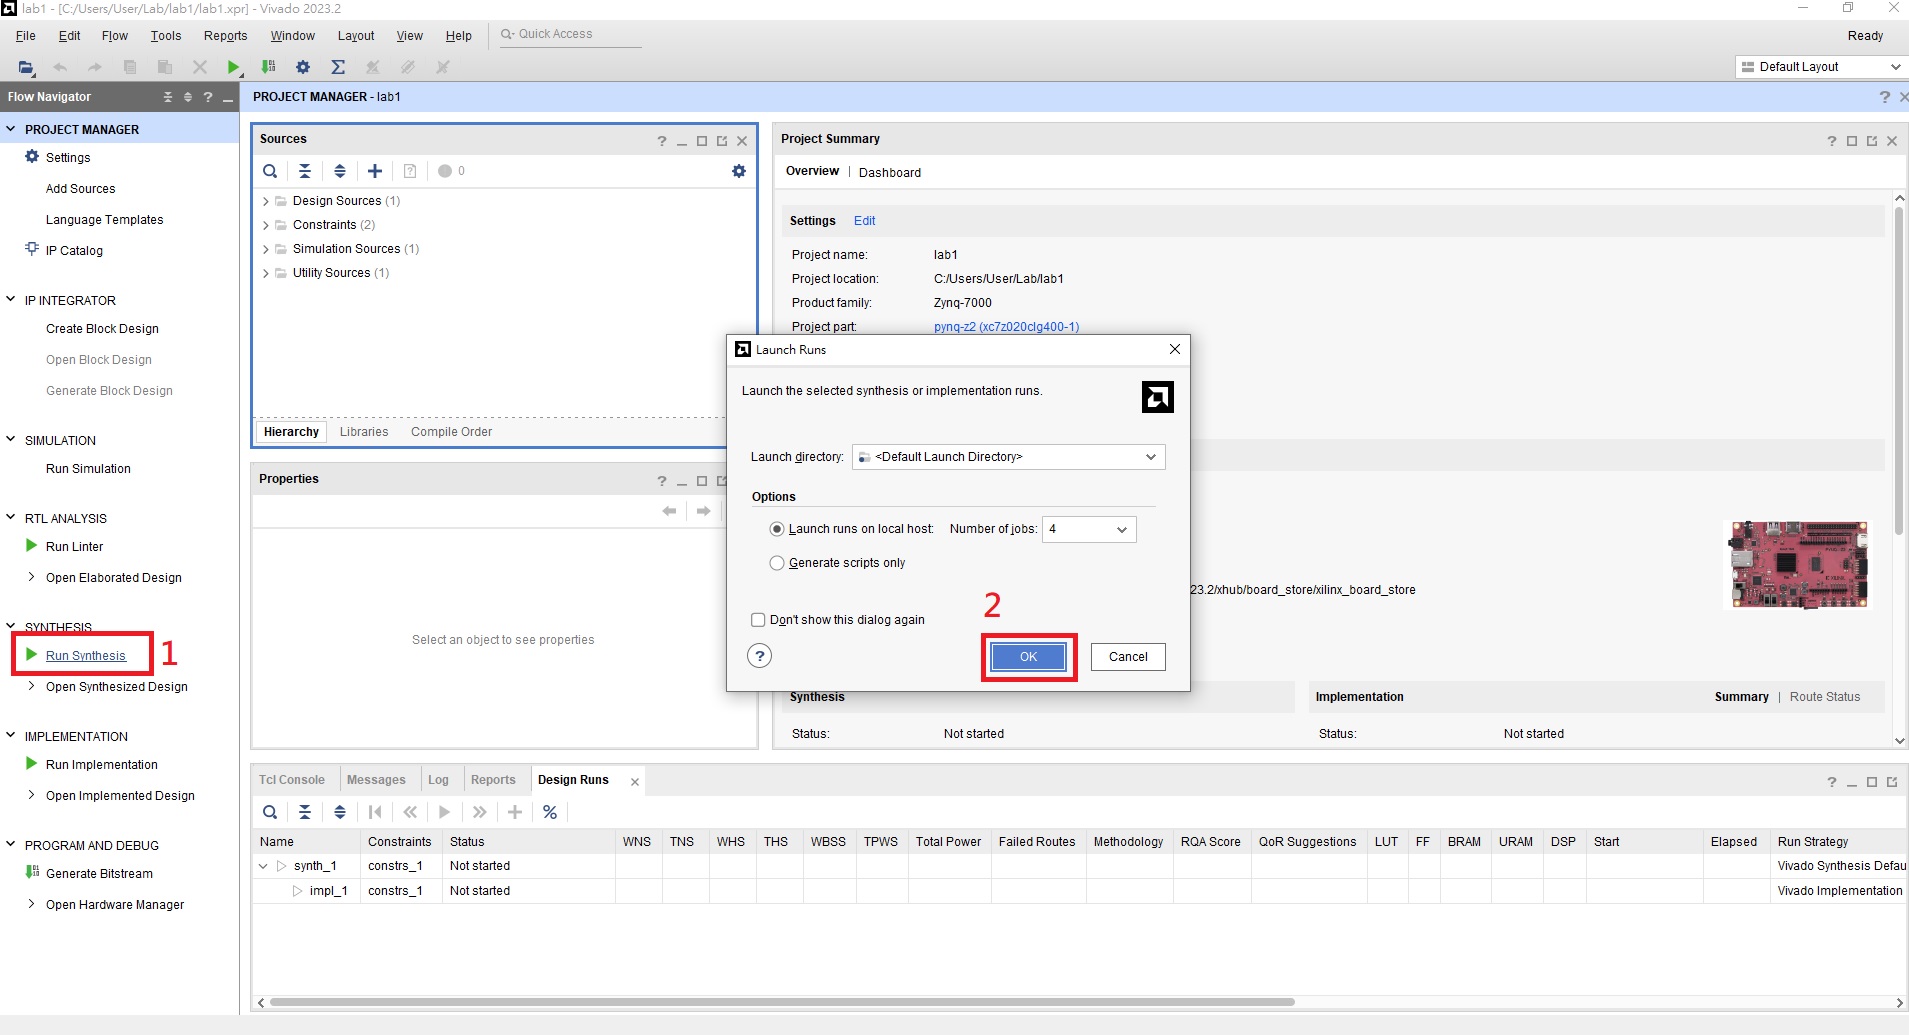 lab1 - [C:/Users/User/Lab/lab1/lab1.xpr] - Vivado 2023.2
File Edit Flow Tools Reports Window Layout View Help Quick Access Ready
Default Layout
Flow Navigator
PROJECT MANAGER
Settings
Add Sources
Language Templates
IP Catalog
IP INTEGRATOR
Create Block Design
Open Block Design
Generate Block Design
SIMULATION
Run Simulation
RTL ANALYSIS
Run Linter
Open Elaborated Design
SYNTHESIS
Run Synthesis 1
Open Synthesized Design
IMPLEMENTATION
Run Implementation
Open Implemented Design
PROGRAM AND DEBUG
Generate Bitstream
Open Hardware Manager
PROJECT MANAGER - lab1
Sources
0
Design Sources (1)
Constraints (2)
Simulation Sources (1)
Utility Sources (1)
Hierarchy Libraries Compile Order
Properties
Select an object to see properties
Project Summary
Overview | Dashboard
Settings Edit
Project name: lab1
Project location: C:/Users/User/Lab/lab1
Product family: Zynq-7000
Project part: pynq-z2 (xc7z020clg400-1)
23.2/xhub/board_store/xilinx_board_store
Synthesis
Status: Not started
Implementation Summary | Route Status
Status: Not started
Launch Runs
Launch the selected synthesis or implementation runs.
Launch directory: <Default Launch Directory>
Options
Launch runs on local host: Number of jobs: 4
Generate scripts only
2
Don't show this dialog again
? OK Cancel
Tcl Console Messages Log Reports Design Runs
Name Constraints Status WNS TNS WHS THS WBSS TPWS Total Power Failed Routes Methodology RQA Score QoR Suggestions LUT FF BRAM URAM DSP Start Elapsed Run Strategy
synth_1 constrs_1 Not started Vivado Synthesis Defau
impl_1 constrs_1 Not started Vivado Implementation